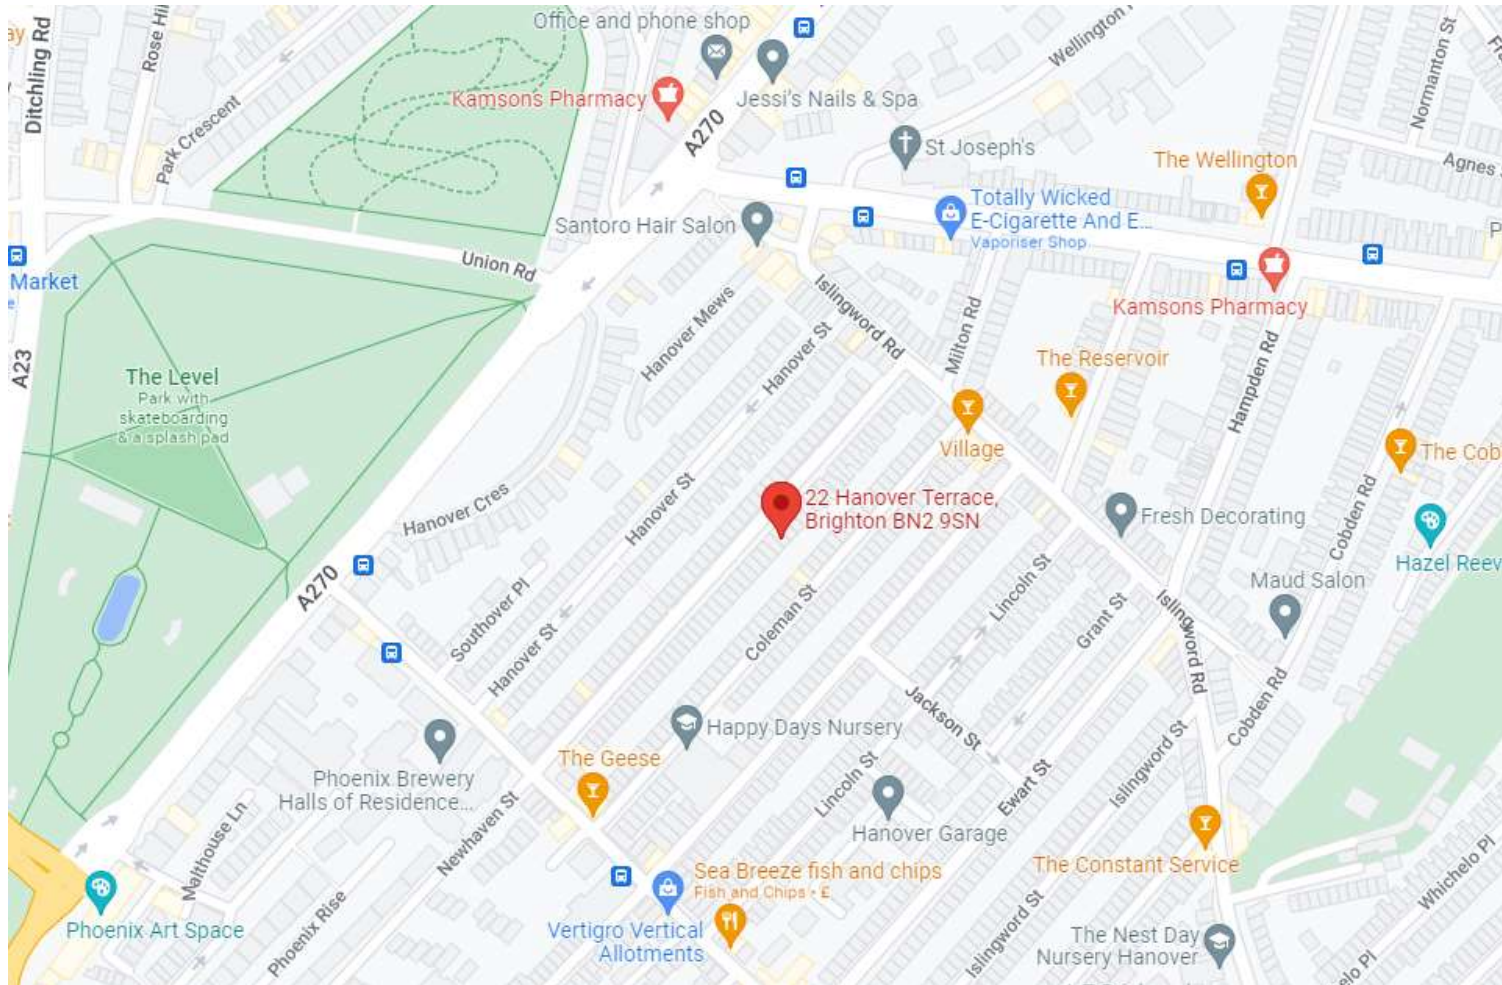 Office and phone shop
Ditchling Rd
Rose Hil
Wellington
Normanton St
Kamsons Pharmacy
Jessi's Nails & Spa
Park Crescent
A270
St Joseph's
The Wellington
Agnes
Totally Wicked
E-Cigarette And E...
Vaporiser Shop
Santoro Hair Salon
Union Rd
Market
Islingword Rd
Hanover Mews
Milton Rd
Kamsons Pharmacy
Hanover St
A23
The Level
Park with
skateboarding
& a splash pad
The Reservoir
Hampden Rd
Village
The Cob
22 Hanover Terrace,
Brighton BN2 9SN
Hanover Cres
Hanover St
Fresh Decorating
Cobden Rd
Hazel Reev
A270
Southover Pl
Coleman St
Lincoln St
Maud Salon
Grant St
Islingword Rd
Hanover St
Jackson St
Cobden Rd
Happy Days Nursery
The Geese
Phoenix Brewery
Halls of Residence...
Lincoln St
Ewart St
Islingword St
Newhaven St
Malthouse Ln
Hanover Garage
The Constant Service
Sea Breeze fish and chips
Fish and Chips • £
Whichelo Pl
Phoenix Art Space
Phoenix Rise
Vertigro Vertical
Allotments
Islingword St
The Nest Day
Nursery Hanover
elo Pl